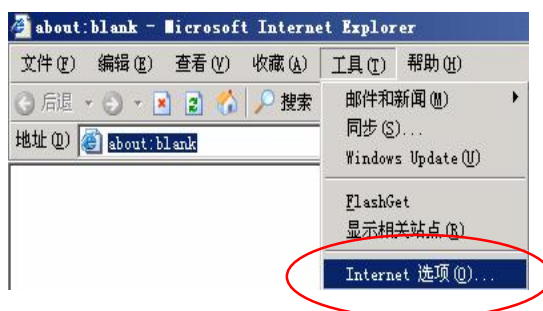 about:blank - Microsoft Internet Explorer
文件(F) 编辑(E) 查看(V) 收藏(A) 工具(T) 帮助(H)
后退 搜索
地址(D) about:blank
邮件和新闻(M)
同步(S)...
Windows Update(U)
FlashGet
显示相关站点(R)
Internet 选项(O)...